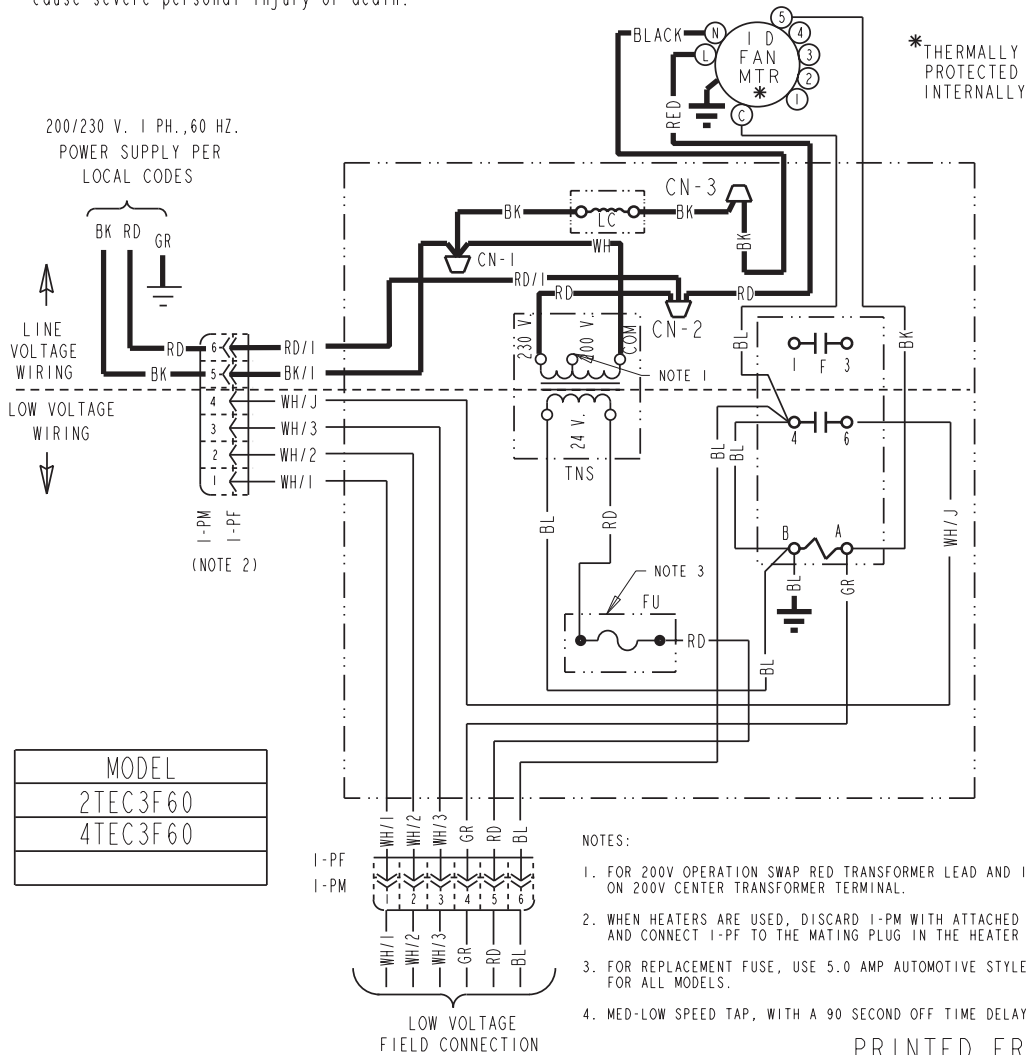 cause severe personal injury or death.
BLACK
N
L
I D
FAN
MTR
*
5
4
3
2
1
C
*THERMALLY
PROTECTED
INTERNALLY
RED
200/230 V. 1 PH.,60 HZ.
POWER SUPPLY PER
LOCAL CODES
BK RD
GR
LINE
VOLTAGE
WIRING
LOW VOLTAGE
WIRING
RD
BK
6
5
4
3
2
1
RD/1
BK/1
WH/J
WH/3
WH/2
WH/1
1-PM
1-PF
(NOTE 2)
BK
LC
BK
CN-3
BK
WH
CN-1
RD/1
RD
RD
CN-2
230 V.
200 V.
COM
NOTE 1
24 V.
TNS
BL
BK
1 F 3
4 6
BL
BL
B A
BL
GR
WH/J
BL
RD
NOTE 3
FU
RD
BL
MODEL
2TEC3F60
4TEC3F60
WH/1
WH/2
WH/3
GR
RD
BL
1-PF
1-PM
1 2 3 4 5 6
WH/1
WH/2
WH/3
GR
RD
BL
LOW VOLTAGE
FIELD CONNECTION
NOTES:
1. FOR 200V OPERATION SWAP RED TRANSFORMER LEAD AND I
ON 200V CENTER TRANSFORMER TERMINAL.
2. WHEN HEATERS ARE USED, DISCARD 1-PM WITH ATTACHED
AND CONNECT 1-PF TO THE MATING PLUG IN THE HEATER
3. FOR REPLACEMENT FUSE, USE 5.0 AMP AUTOMOTIVE STYLE
FOR ALL MODELS.
4. MED-LOW SPEED TAP, WITH A 90 SECOND OFF TIME DELAY
PRINTED FR